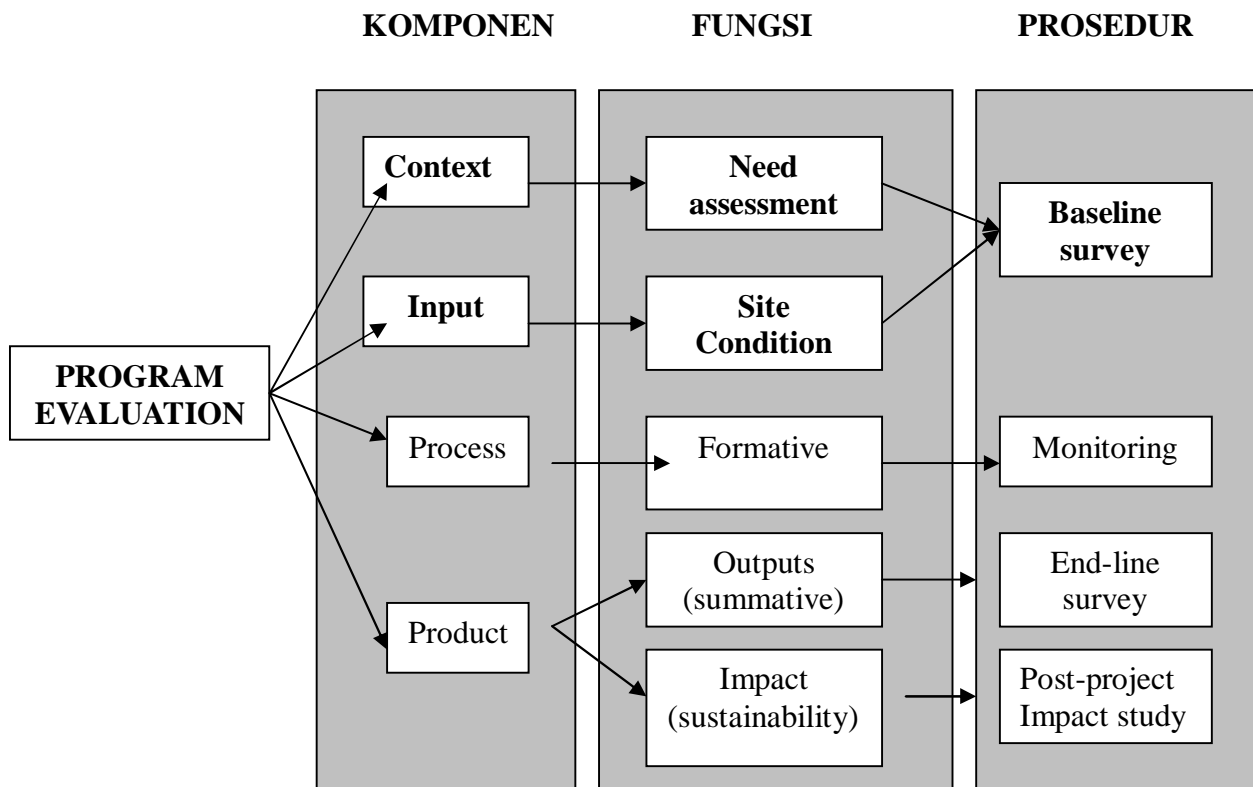 KOMPONEN FUNGSI PROSEDUR
Context
Need
assessment
Baseline
survey
Input
Site
Condition
PROGRAM
EVALUATION
Process
Formative
Monitoring
Product
Outputs
(summative)
End-line
survey
Impact
(sustainability)
Post-project
Impact study